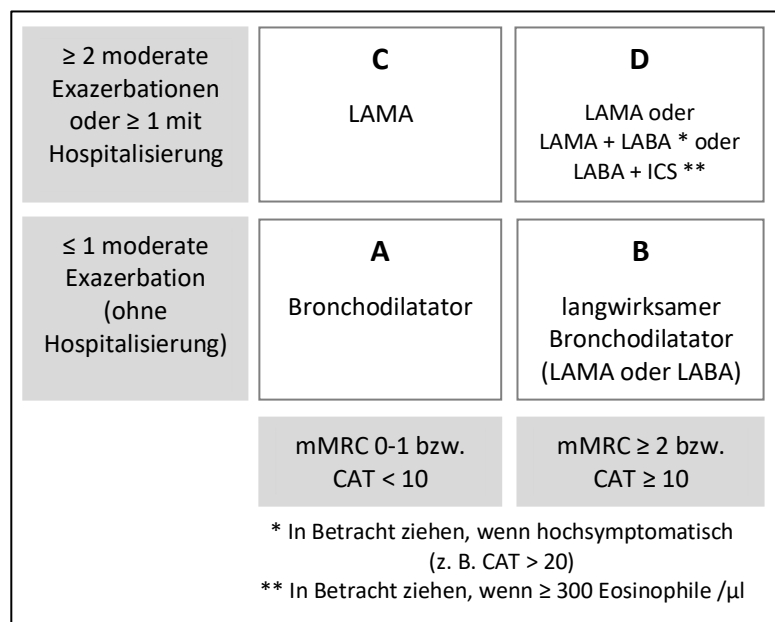 ≥ 2 moderate
Exazerbationen
oder ≥ 1 mit
Hospitalisierung
C
LAMA
D
LAMA oder
LAMA + LABA * oder
LABA + ICS **
≤ 1 moderate
Exazerbation
(ohne
Hospitalisierung)
A
Bronchodilatator
B
langwirksamer
Bronchodilatator
(LAMA oder LABA)
mMRC 0-1 bzw.
CAT < 10
mMRC ≥ 2 bzw.
CAT ≥ 10
* In Betracht ziehen, wenn hochsymptomatisch
(z. B. CAT > 20)
** In Betracht ziehen, wenn ≥ 300 Eosinophile /µl